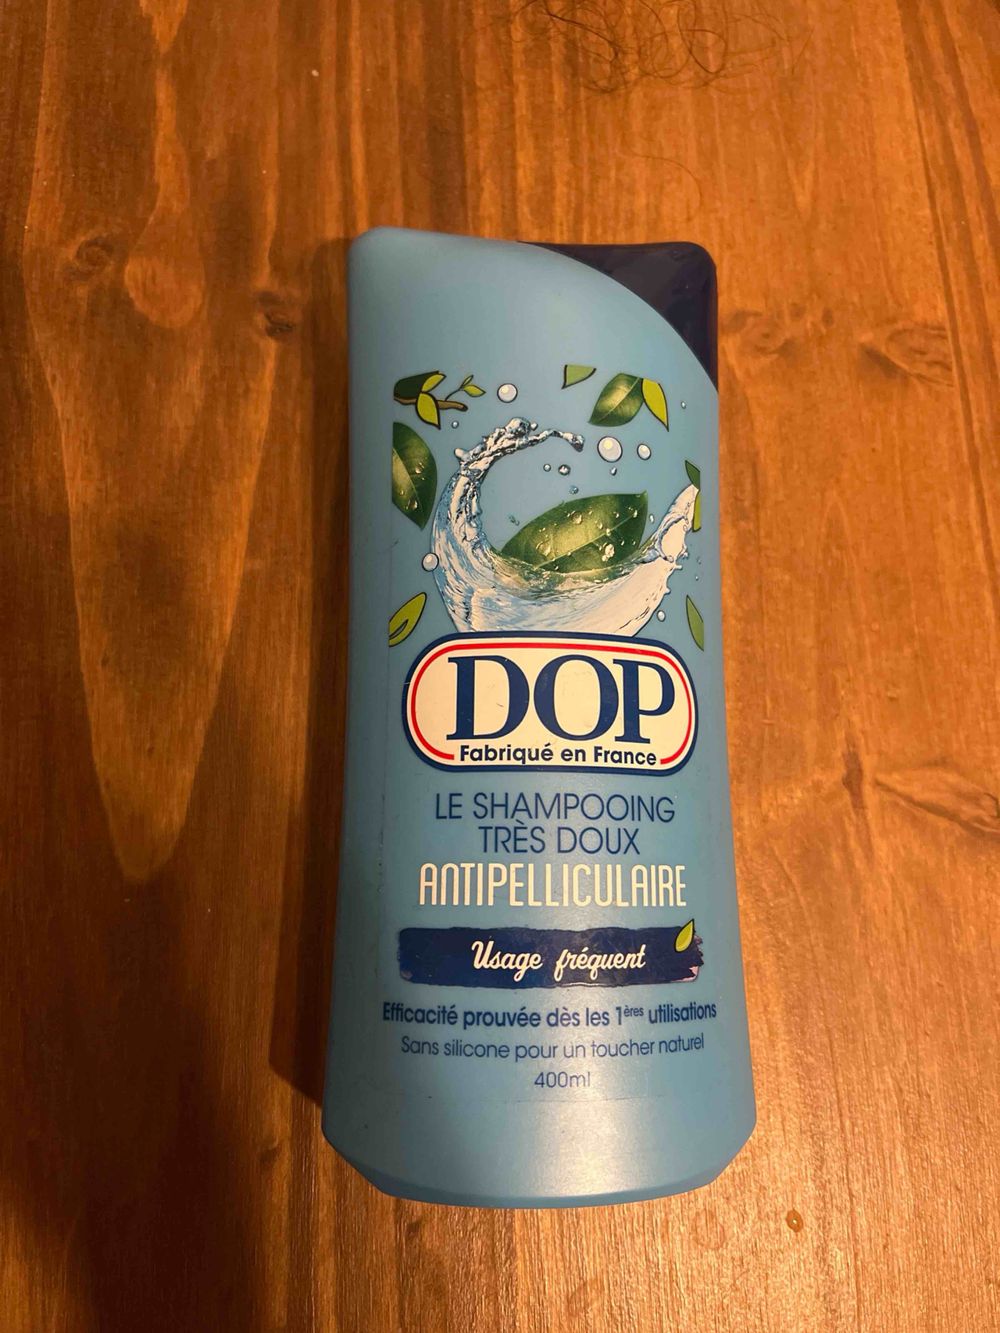 DOP
Fabriqué en France
LE SHAMPOOING
TRÈS DOUX
ANTIPELLICULAIRE
Usage fréquent
Efficacité prouvée dès les 1ères utilisations
Sans silicone pour un toucher naturel
400ml